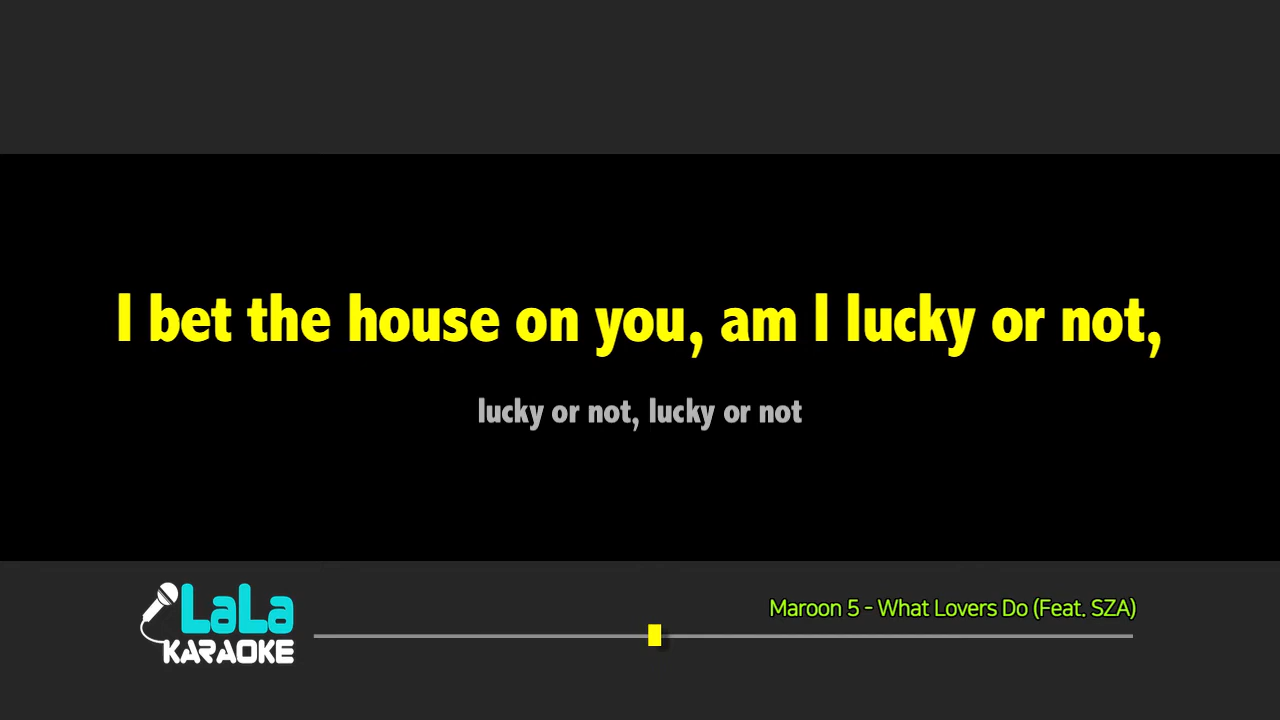 I bet the house on you, am I lucky or not,
lucky or not, lucky or not
Maroon 5 - What Lovers Do (Feat. SZA)
LaLa
KARAOKE